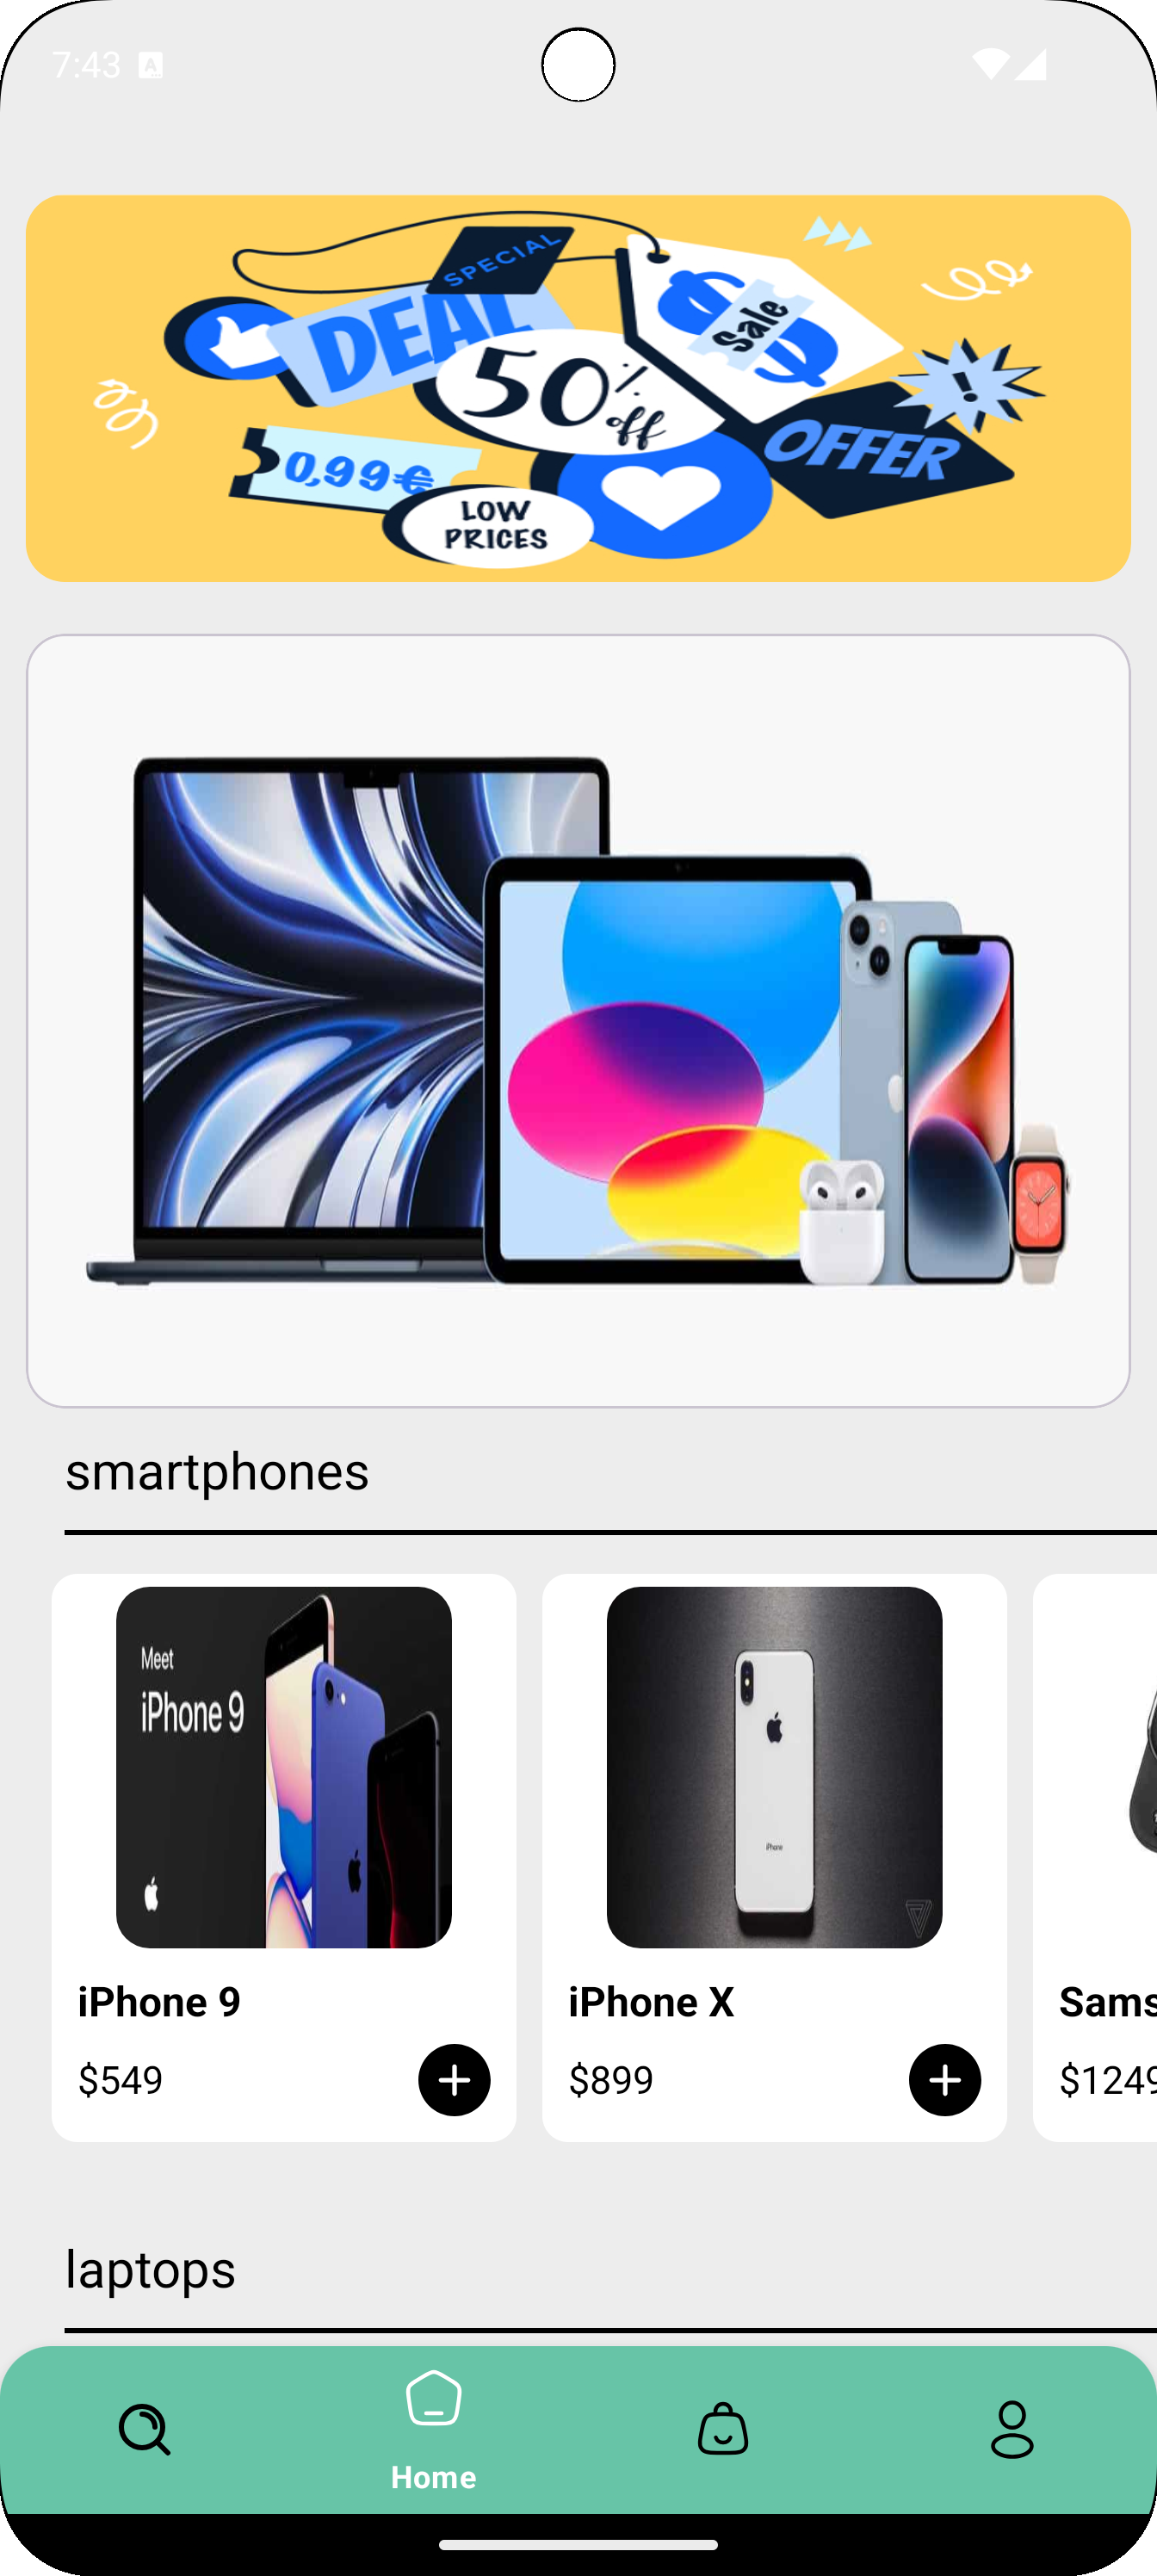 7:43
SPECIAL
DEAL
50%
off
Sale
OFFER
!
0,99€
LOW
PRICES
smartphones
Meet
iPhone 9
iPhone
iPhone 9
iPhone X
Sams
$549
$899
$1249
laptops
Home